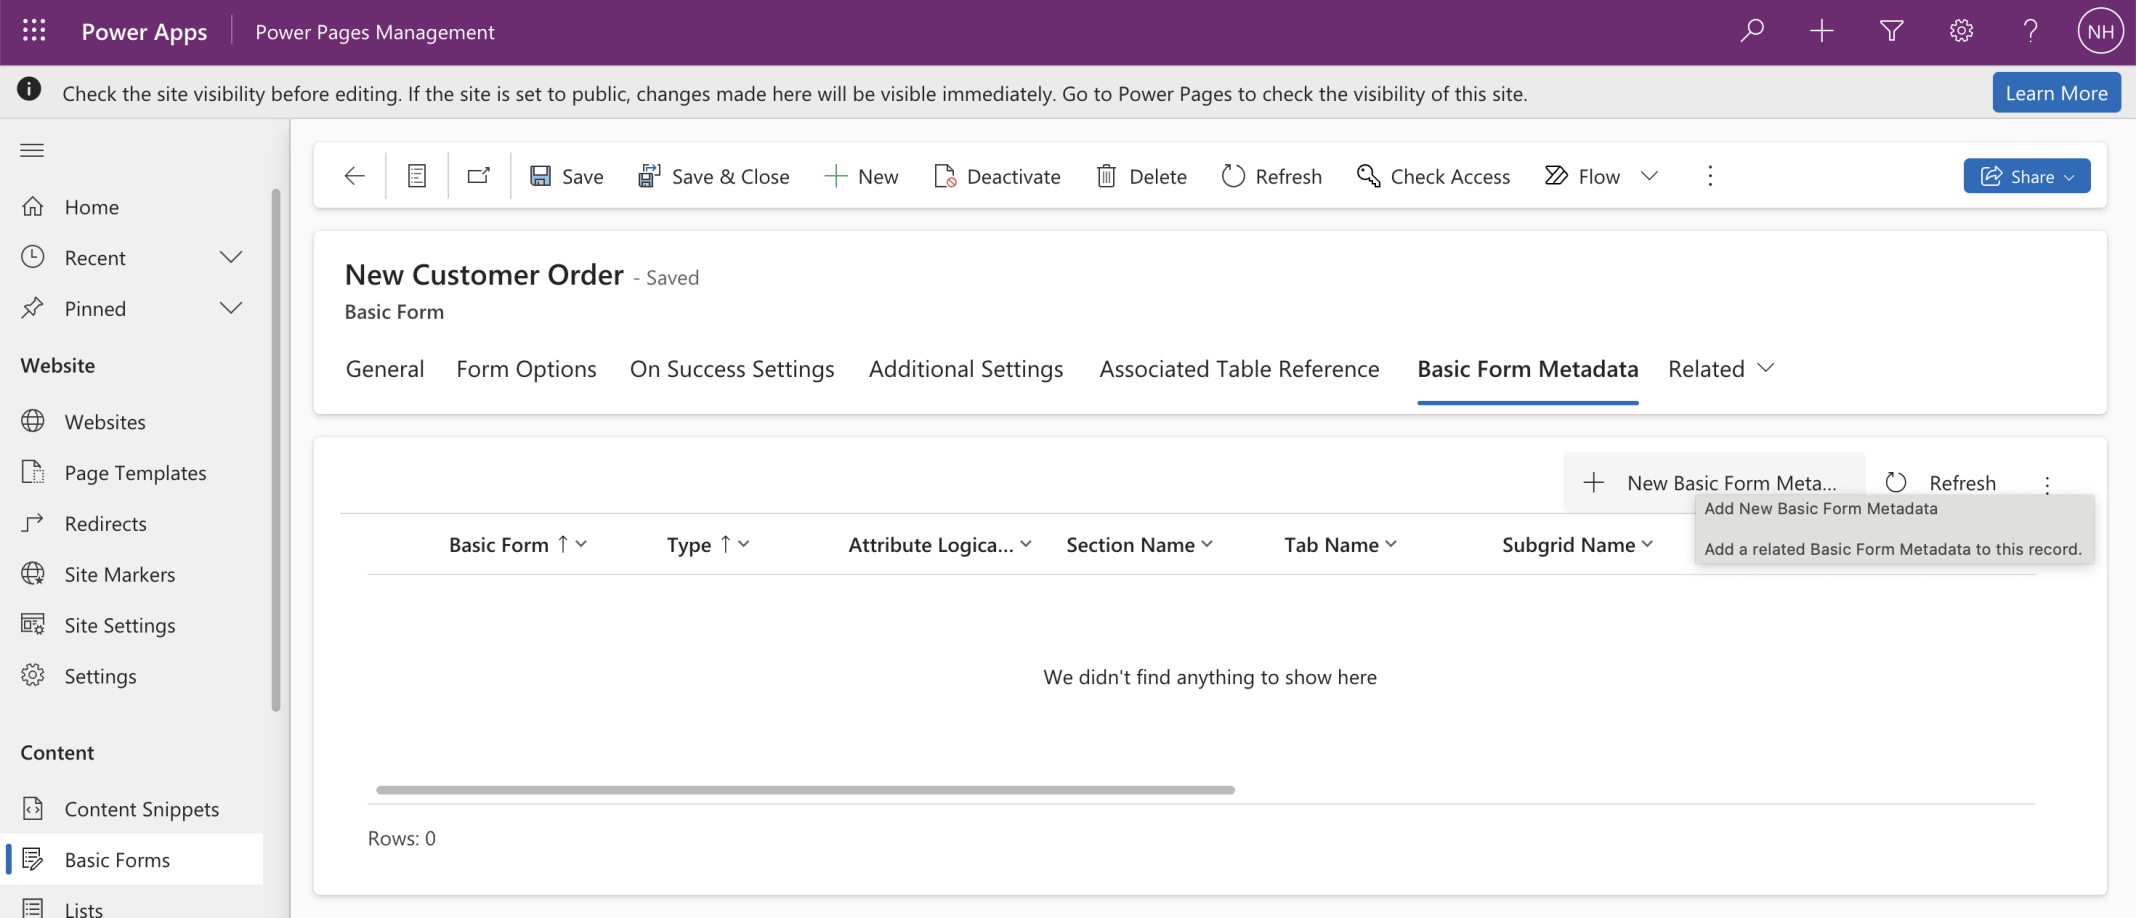 Power Apps
Power Pages Management
NH
Check the site visibility before editing. If the site is set to public, changes made here will be visible immediately. Go to Power Pages to check the visibility of this site.
Learn More
Home
Recent
Pinned
Website
Websites
Page Templates
Redirects
Site Markers
Site Settings
Settings
Content
Content Snippets
Basic Forms
Lists
Save
Save & Close
New
Deactivate
Delete
Refresh
Check Access
Flow
Share
New Customer Order - Saved
Basic Form
General
Form Options
On Success Settings
Additional Settings
Associated Table Reference
Basic Form Metadata
Related
New Basic Form Meta...
Refresh
Add New Basic Form Metadata
Add a related Basic Form Metadata to this record.
Basic Form
Type
Attribute Logica...
Section Name
Tab Name
Subgrid Name
We didn't find anything to show here
Rows: 0